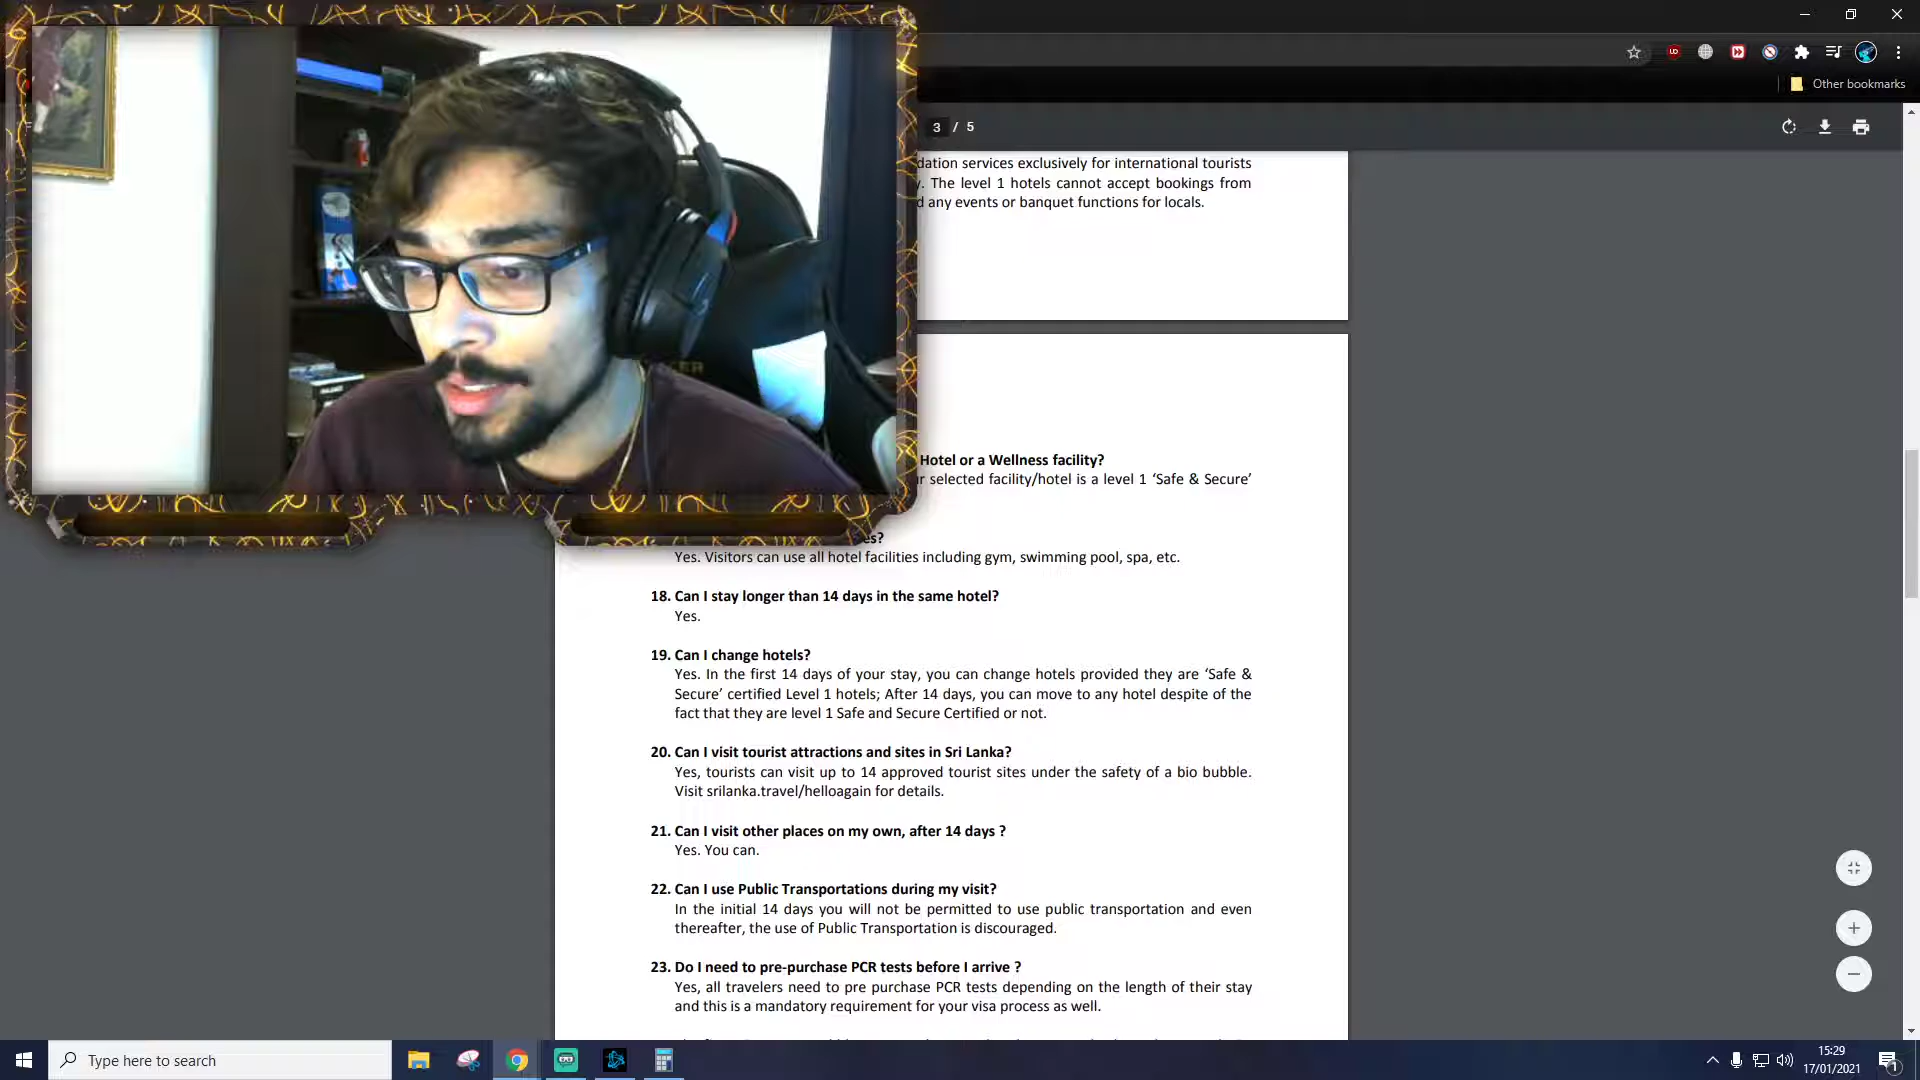 Other bookmarks
3 / 5
dation services exclusively for international tourists
The level 1 hotels cannot accept bookings from
any events or banquet functions for locals.
Hotel or a Wellness facility?
selected facility/hotel is a level 1 ‘Safe & Secure’
es?
Yes. Visitors can use all hotel facilities including gym, swimming pool, spa, etc.
18. Can I stay longer than 14 days in the same hotel?
Yes.
19. Can I change hotels?
Yes. In the first 14 days of your stay, you can change hotels provided they are ‘Safe &
Secure’ certified Level 1 hotels; After 14 days, you can move to any hotel despite of the
fact that they are level 1 Safe and Secure Certified or not.
20. Can I visit tourist attractions and sites in Sri Lanka?
Yes, tourists can visit up to 14 approved tourist sites under the safety of a bio bubble.
Visit srilanka.travel/helloagain for details.
21. Can I visit other places on my own, after 14 days ?
Yes. You can.
22. Can I use Public Transportations during my visit?
In the initial 14 days you will not be permitted to use public transportation and even
thereafter, the use of Public Transportation is discouraged.
23. Do I need to pre-purchase PCR tests before I arrive ?
Yes, all travelers need to pre purchase PCR tests depending on the length of their stay
and this is a mandatory requirement for your visa process as well.
Type here to search
15:29
17/01/2021
1